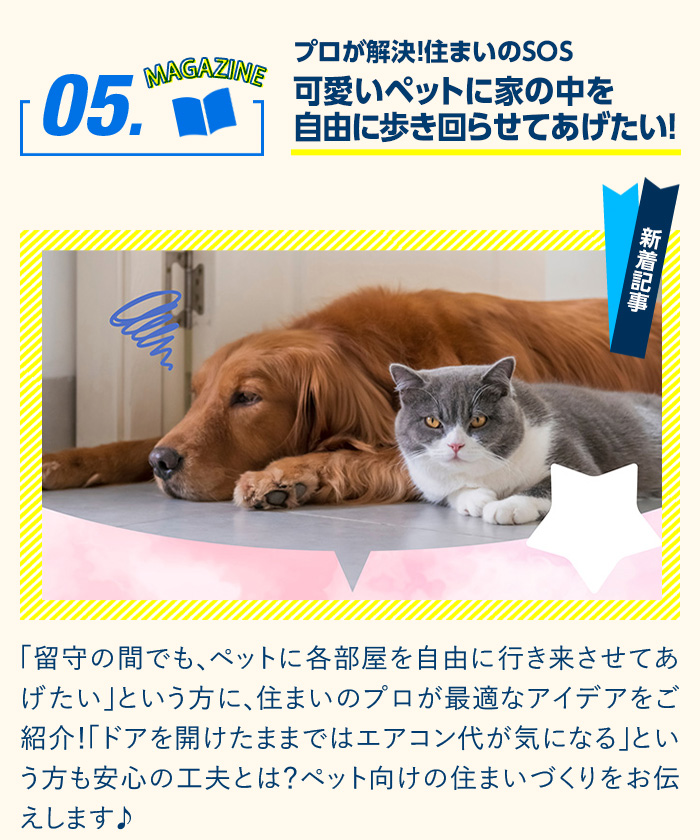 05.
MAGAZINE
プロが解決!住まいのSOS
可愛いペットに家の中を
自由に歩き回らせてあげたい!
新着記事
「留守の間でも、ペットに各部屋を自由に行き来させてあ
げたい」という方に、住まいのプロが最適なアイデアをご
紹介!「ドアを開けたままではエアコン代が気になる」とい
う方も安心の工夫とは?ペット向けの住まいづくりをお伝
えします♪